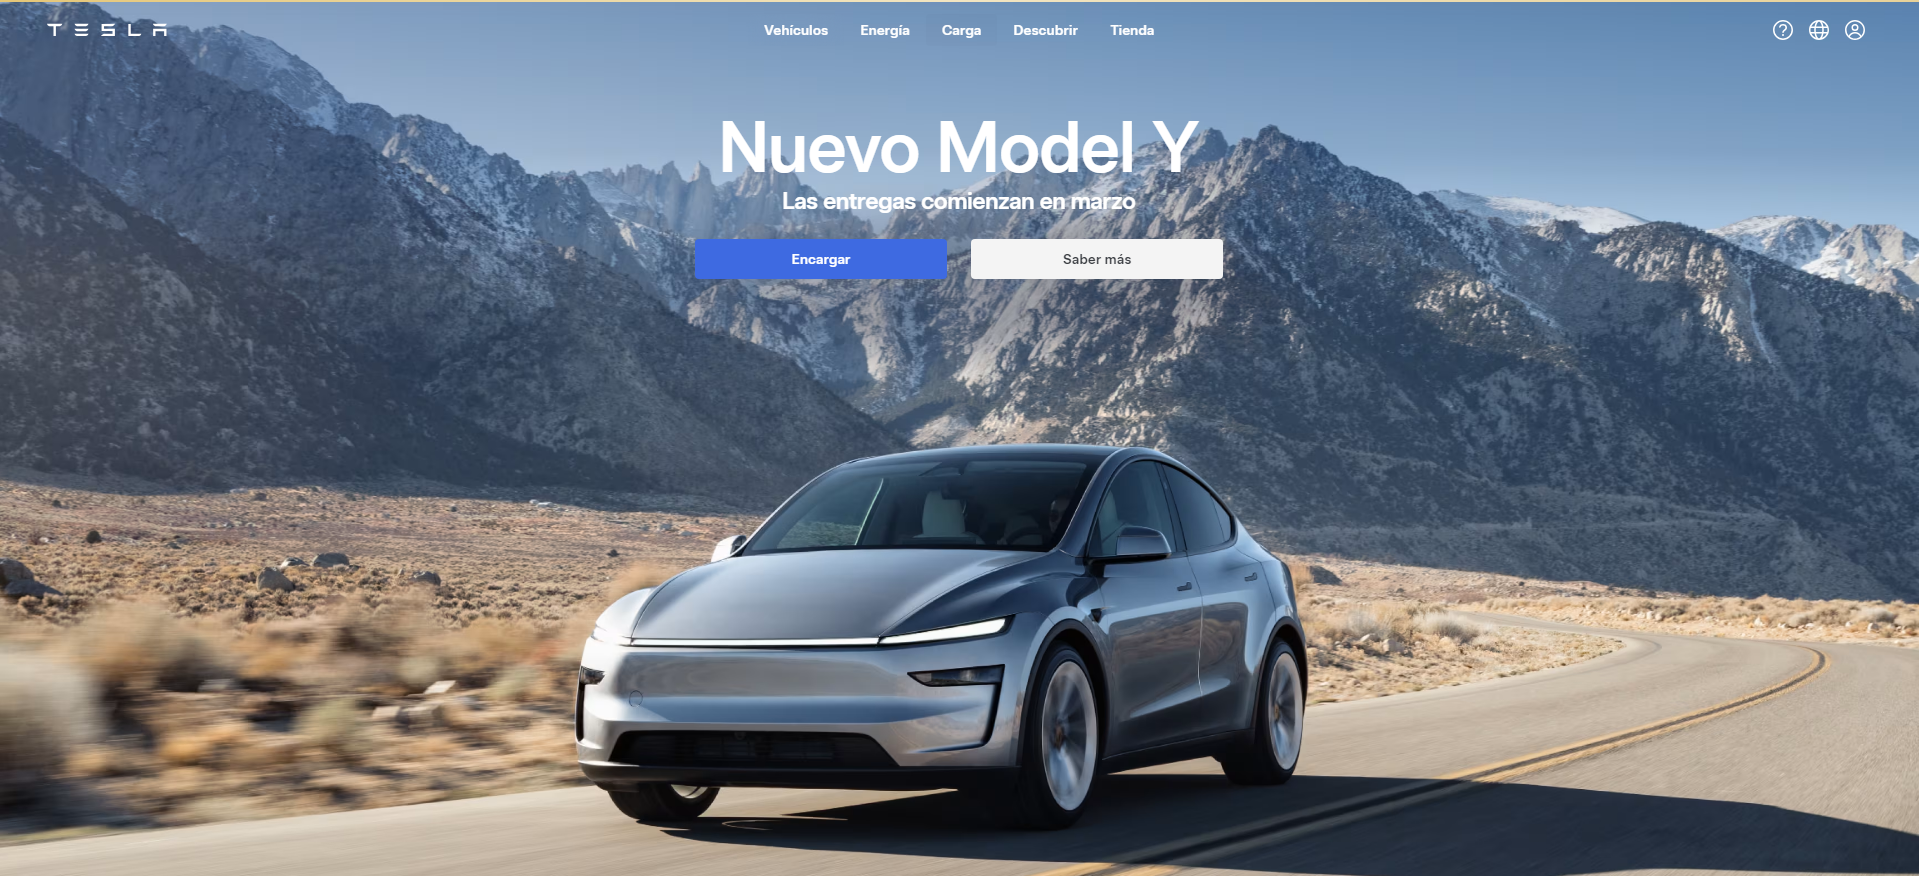 TESLA
Vehículos
Energía
Carga
Descubrir
Tienda
Nuevo Model Y
Las entregas comienzan en marzo
Encargar
Saber más